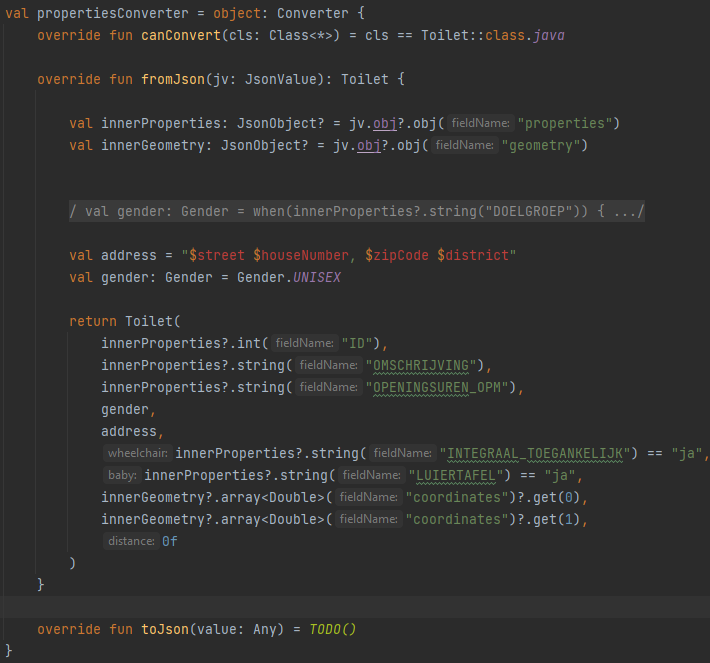 val propertiesConverter = object: Converter {
override fun canConvert(cls: Class<*>) = cls == Toilet::class.java
override fun fromJson(jv: JsonValue): Toilet {
val innerProperties: JsonObject? = jv.obj?.obj( fieldName: "properties")
val innerGeometry: JsonObject? = jv.obj?.obj( fieldName: "geometry")
/ val gender: Gender = when(innerProperties?.string("DOELGROEP")) { .../
val address = "$street $houseNumber, $zipCode $district"
val gender: Gender = Gender.UNISEX
return Toilet(
innerProperties?.int( fieldName: "ID"),
innerProperties?.string( fieldName: "OMSCHRIJVING"),
innerProperties?.string( fieldName: "OPENINGSUREN_OPM"),
gender,
address,
wheelchair: innerProperties?.string( fieldName: "INTEGRAAL_TOEGANKELIJK") == "ja",
baby: innerProperties?.string( fieldName: "LUIERTAFEL") == "ja",
innerGeometry?.array<Double>( fieldName: "coordinates")?.get(0),
innerGeometry?.array<Double>( fieldName: "coordinates")?.get(1),
distance: 0f
)
}
override fun toJson(value: Any) = TODO()
}